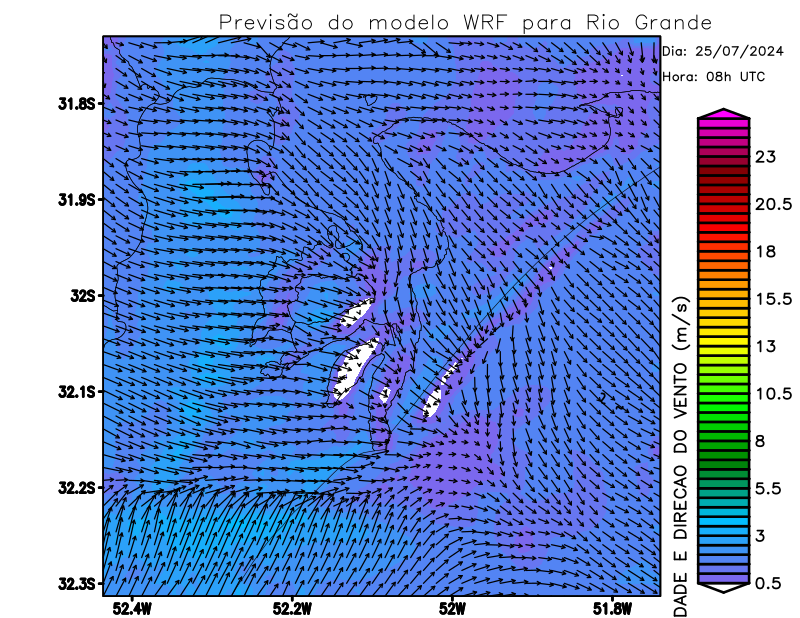 Previsão do modelo WRF para Rio Grande
Dia: 25/07/2024
Hora: 08h UTC
31.8S
31.9S
32S
32.1S
32.2S
32.3S
52.4W
52.2W
52W
51.8W
23
20.5
18
15.5
13
10.5
8
5.5
3
0.5
DADE E DIRECAO DO VENTO (m/s)